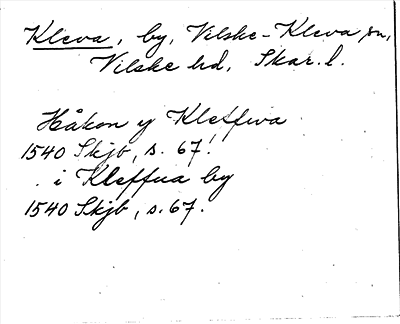 Kleva, by, Vilske-Kleva sn,
Vilske hd, Skar. l.
Håkon y Kleffwa
1540 Skjb, s. 67.
i Kleffua by
1540 Skjb, s. 67.